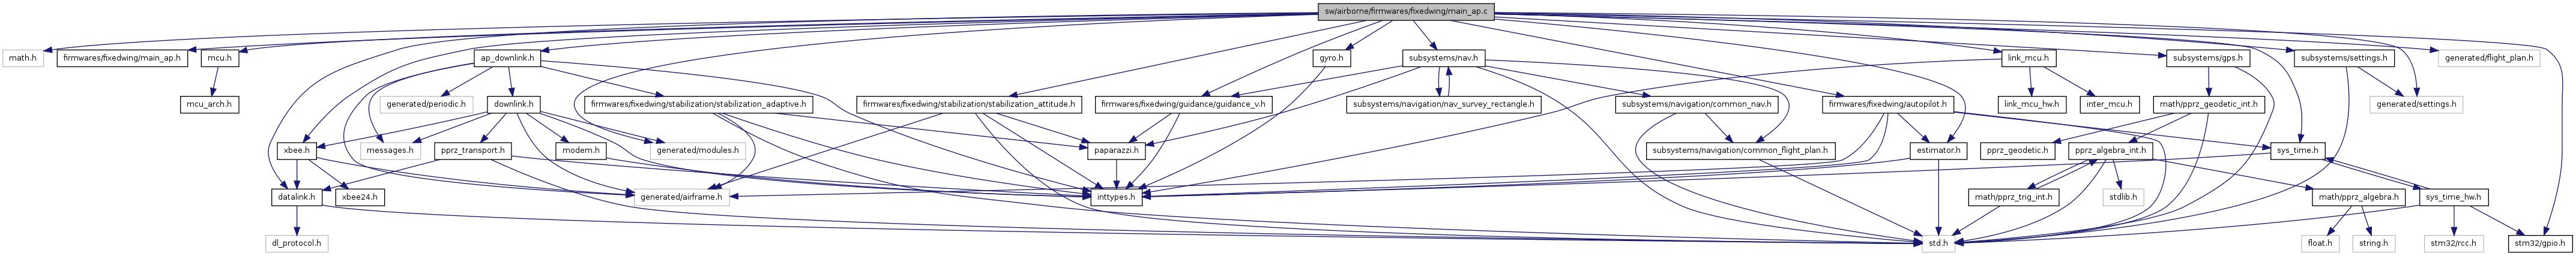 sw/airborne/firmwares/fixedwing/main_ap.c
math.h
firmwares/fixedwing/main_ap.h
mcu.h
ap_downlink.h
gyro.h
subsystems/nav.h
link_mcu.h
subsystems/gps.h
subsystems/settings.h
generated/flight_plan.h
mcu_arch.h
generated/periodic.h
downlink.h
firmwares/fixedwing/stabilization/stabilization_adaptive.h
firmwares/fixedwing/stabilization/stabilization_attitude.h
firmwares/fixedwing/guidance/guidance_v.h
subsystems/navigation/nav_survey_rectangle.h
subsystems/navigation/common_nav.h
firmwares/fixedwing/autopilot.h
link_mcu_hw.h
inter_mcu.h
math/pprz_geodetic_int.h
generated/settings.h
xbee.h
messages.h
pprz_transport.h
modem.h
generated/modules.h
paparazzi.h
subsystems/navigation/common_flight_plan.h
estimator.h
pprz_geodetic.h
pprz_algebra_int.h
sys_time.h
datalink.h
xbee24.h
generated/airframe.h
inttypes.h
math/pprz_trig_int.h
stdlib.h
math/pprz_algebra.h
sys_time_hw.h
dl_protocol.h
std.h
float.h
string.h
stm32/rcc.h
stm32/gpio.h